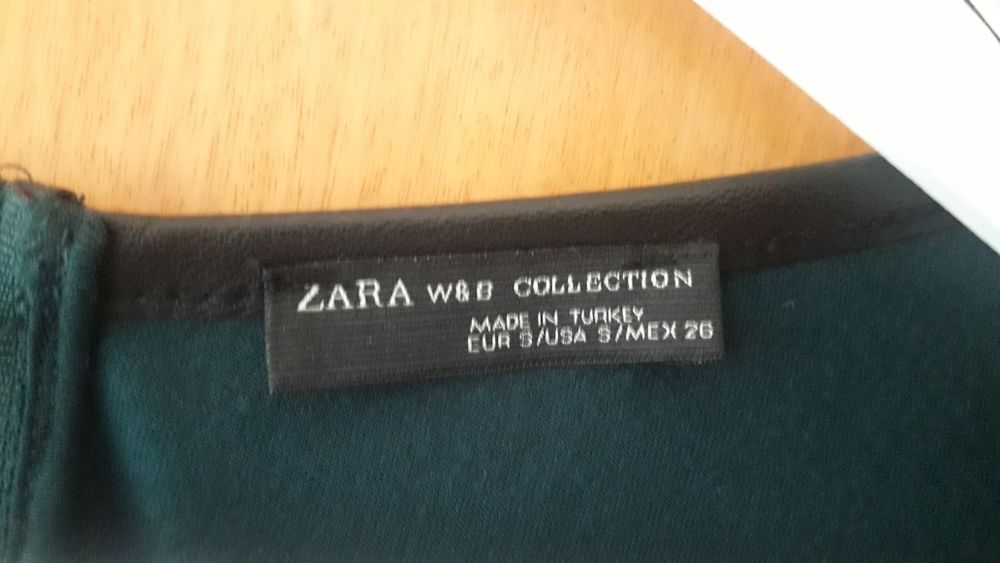 ZARA W&B COLLECTION
MADE IN TURKEY
EUR S/USA S/MEX 26